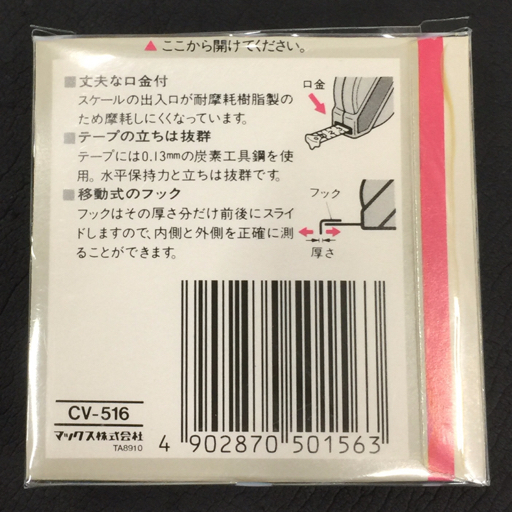 ▲ ここから開けてください。
■ 丈夫な口金付
スケールの出入口が耐摩耗樹脂製の
ため摩耗しにくくなっています。
口金
■ テープの立ちは抜群
テープには0.13mmの炭素工具鋼を使
用。水平保持力と立ちは抜群です。
■ 移動式のフック
フックはその厚さ分だけ前後にスライ
ドしますので、内側と外側を正確に測
ることができます。
フック
厚さ
CV-516
マックス株式会社
TA8910
4 902870 501563